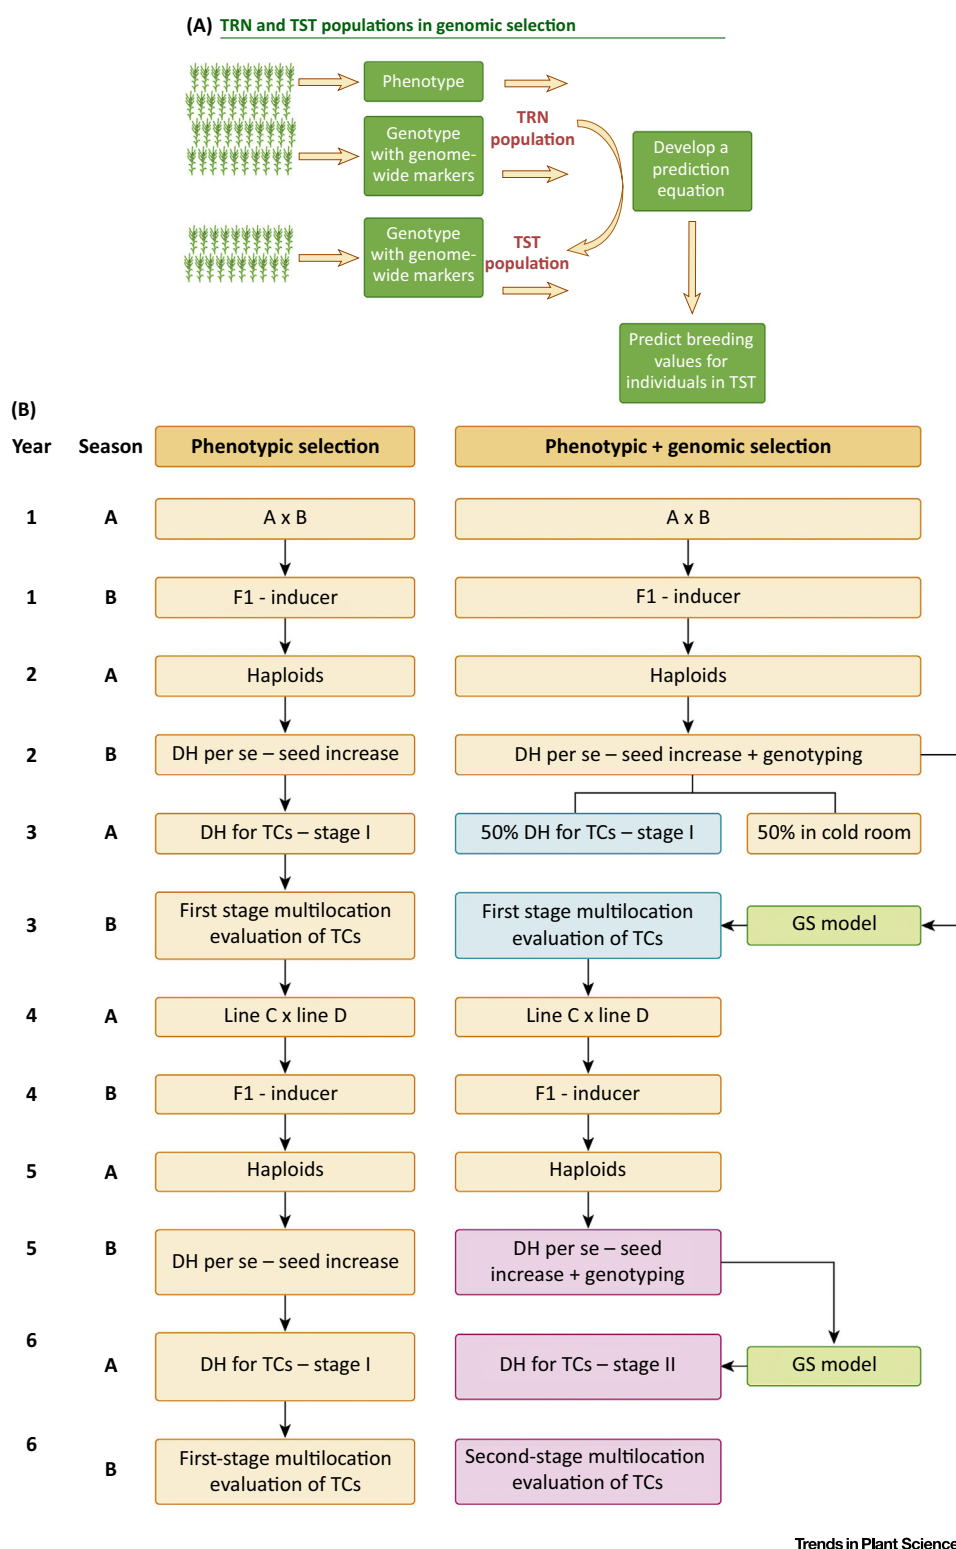 (A) TRN and TST populations in genomic selection
Phenotype
TRN
population
Genotype
with genome-
wide markers
Develop a
prediction
equation
Genotype
with genome-
wide markers
TST
population
Predict breeding
values for
individuals in TST
(B)
Year Season Phenotypic selection Phenotypic + genomic selection
1 A A x B A x B
1 B F1 - inducer F1 - inducer
2 A Haploids Haploids
2 B DH per se – seed increase DH per se – seed increase + genotyping
3 A DH for TCs – stage I 50% DH for TCs – stage I 50% in cold room
3 B First stage multilocation
evaluation of TCs
First stage multilocation
evaluation of TCs
GS model
4 A Line C x line D Line C x line D
4 B F1 - inducer F1 - inducer
5 A Haploids Haploids
5 B DH per se – seed increase
DH per se – seed
increase + genotyping
6
A DH for TCs – stage I DH for TCs – stage II GS model
6
B
First-stage multilocation
evaluation of TCs
Second-stage multilocation
evaluation of TCs
Trends in Plant Science